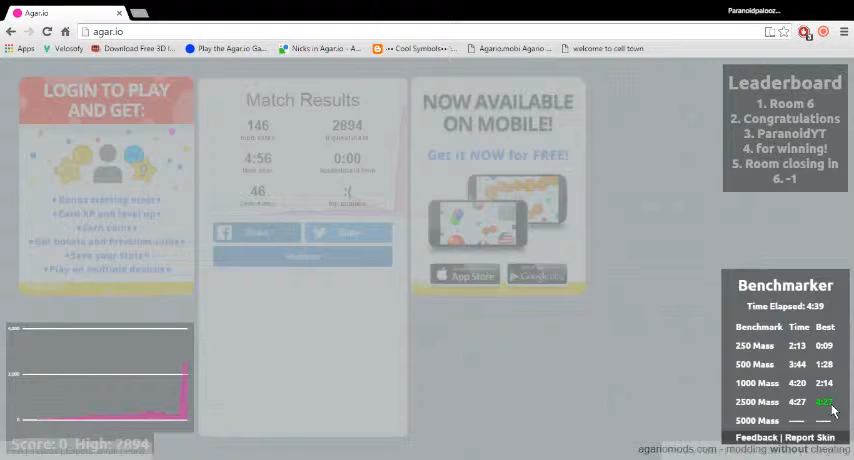 Paranoidpalooz...
Agar.io
agar.io
Apps
Velosofy
Download Free 3D I...
Play the Agar.io Ga...
Nicks in Agar.io - A...
-- Cool Symbols
Agario.mobi Agario ...
welcome to cell town
LOGIN TO PLAY
AND GET:
Match Results
146
2894
4:56
0:00
46
:(
NOW AVAILABLE
ON MOBILE!
Get it NOW for FREE!
App Store
Google play
Leaderboard
1. Room 6
2. Congratulations
3. ParanoidYT
4. for winning!
5. Room closing in
6. -1
Benchmarker
Time Elapsed: 4:39
Benchmark Time Best
250 Mass 2:13 0:09
500 Mass 3:44 1:28
1000 Mass 4:20 2:14
2500 Mass 4:27 4:27
5000 Mass
Feedback | Report Skin
Score: 0 High: 2894
agariomods.com - modding without cheating